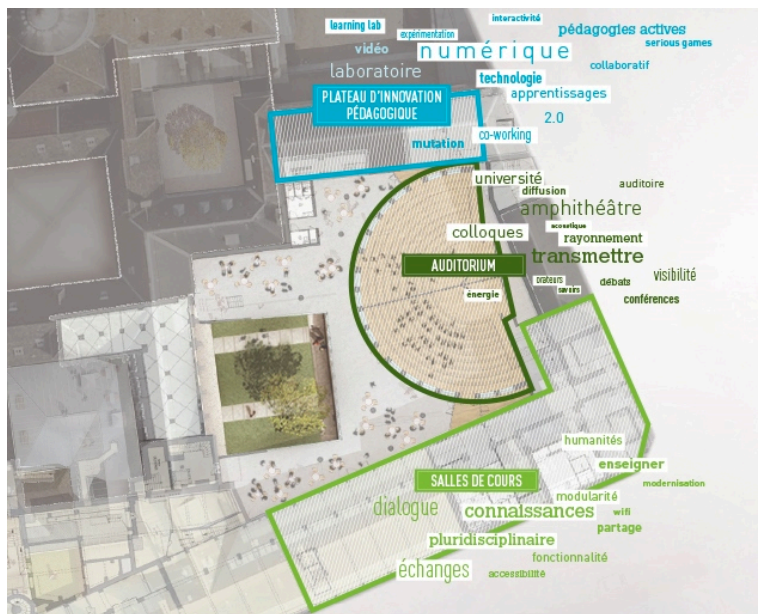 interactivité
learning lab
pédagogies actives
expérimentation
serious games
vidéo
numérique
collaboratif
laboratoire
technologie
apprentissages
PLATEAU D'INNOVATION
PÉDAGOGIQUE
2.0
co-working
mutation
université
diffusion
auditoire
amphithéâtre
acoustique
colloques
rayonnement
transmettre
AUDITORIUM
visibilité
orateurs
débats
savoirs
énergie
conférences
humanités
enseigner
SALLES DE COURS
modernisation
modularité
dialogue
connaissances
wifi
partage
pluridisciplinaire
fonctionnalité
échanges
accessibilité